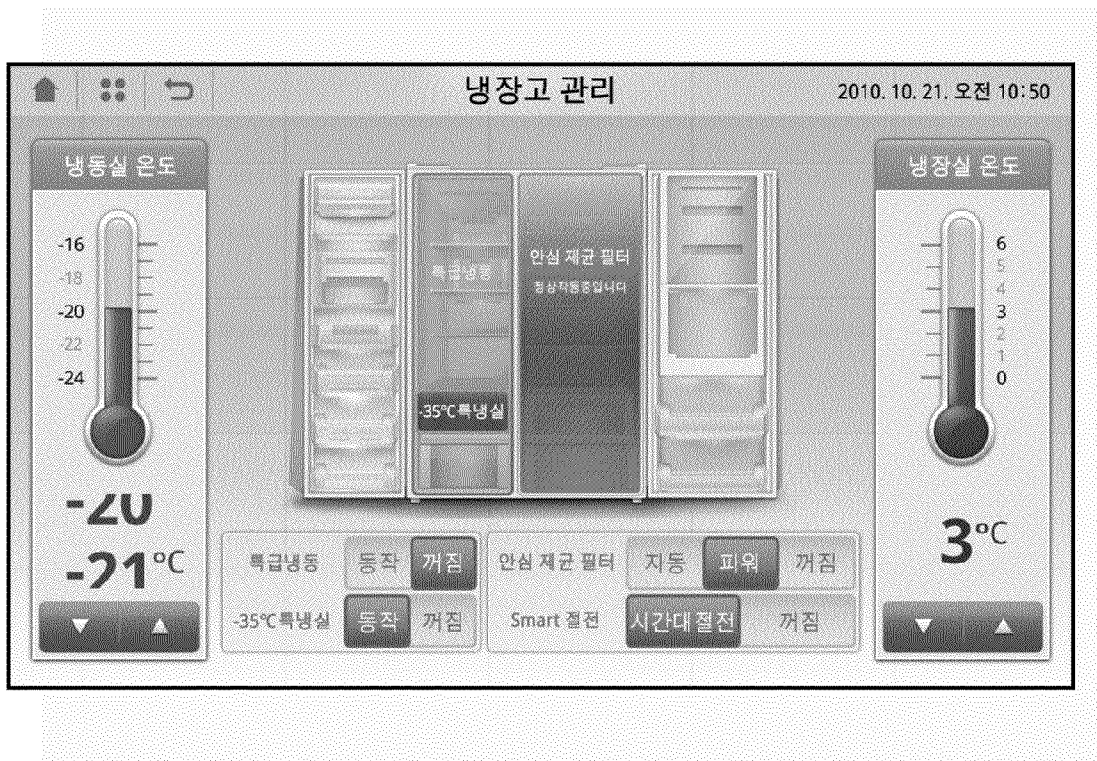 냉장고 관리
2010. 10. 21. 오전 10:50
냉동실 온도
-16
-18
-20
-22
-24
-20
-21°C
특급냉동
-35℃특냉실
안심 제균 필터
정상작동중입니다
냉장실 온도
6
5
4
3
2
1
0
3°C
특급냉동 동작 꺼짐
-35℃특냉실 동작 꺼짐
안심 제균 필터 자동 파워 꺼짐
Smart 절전 시간대절전 꺼짐